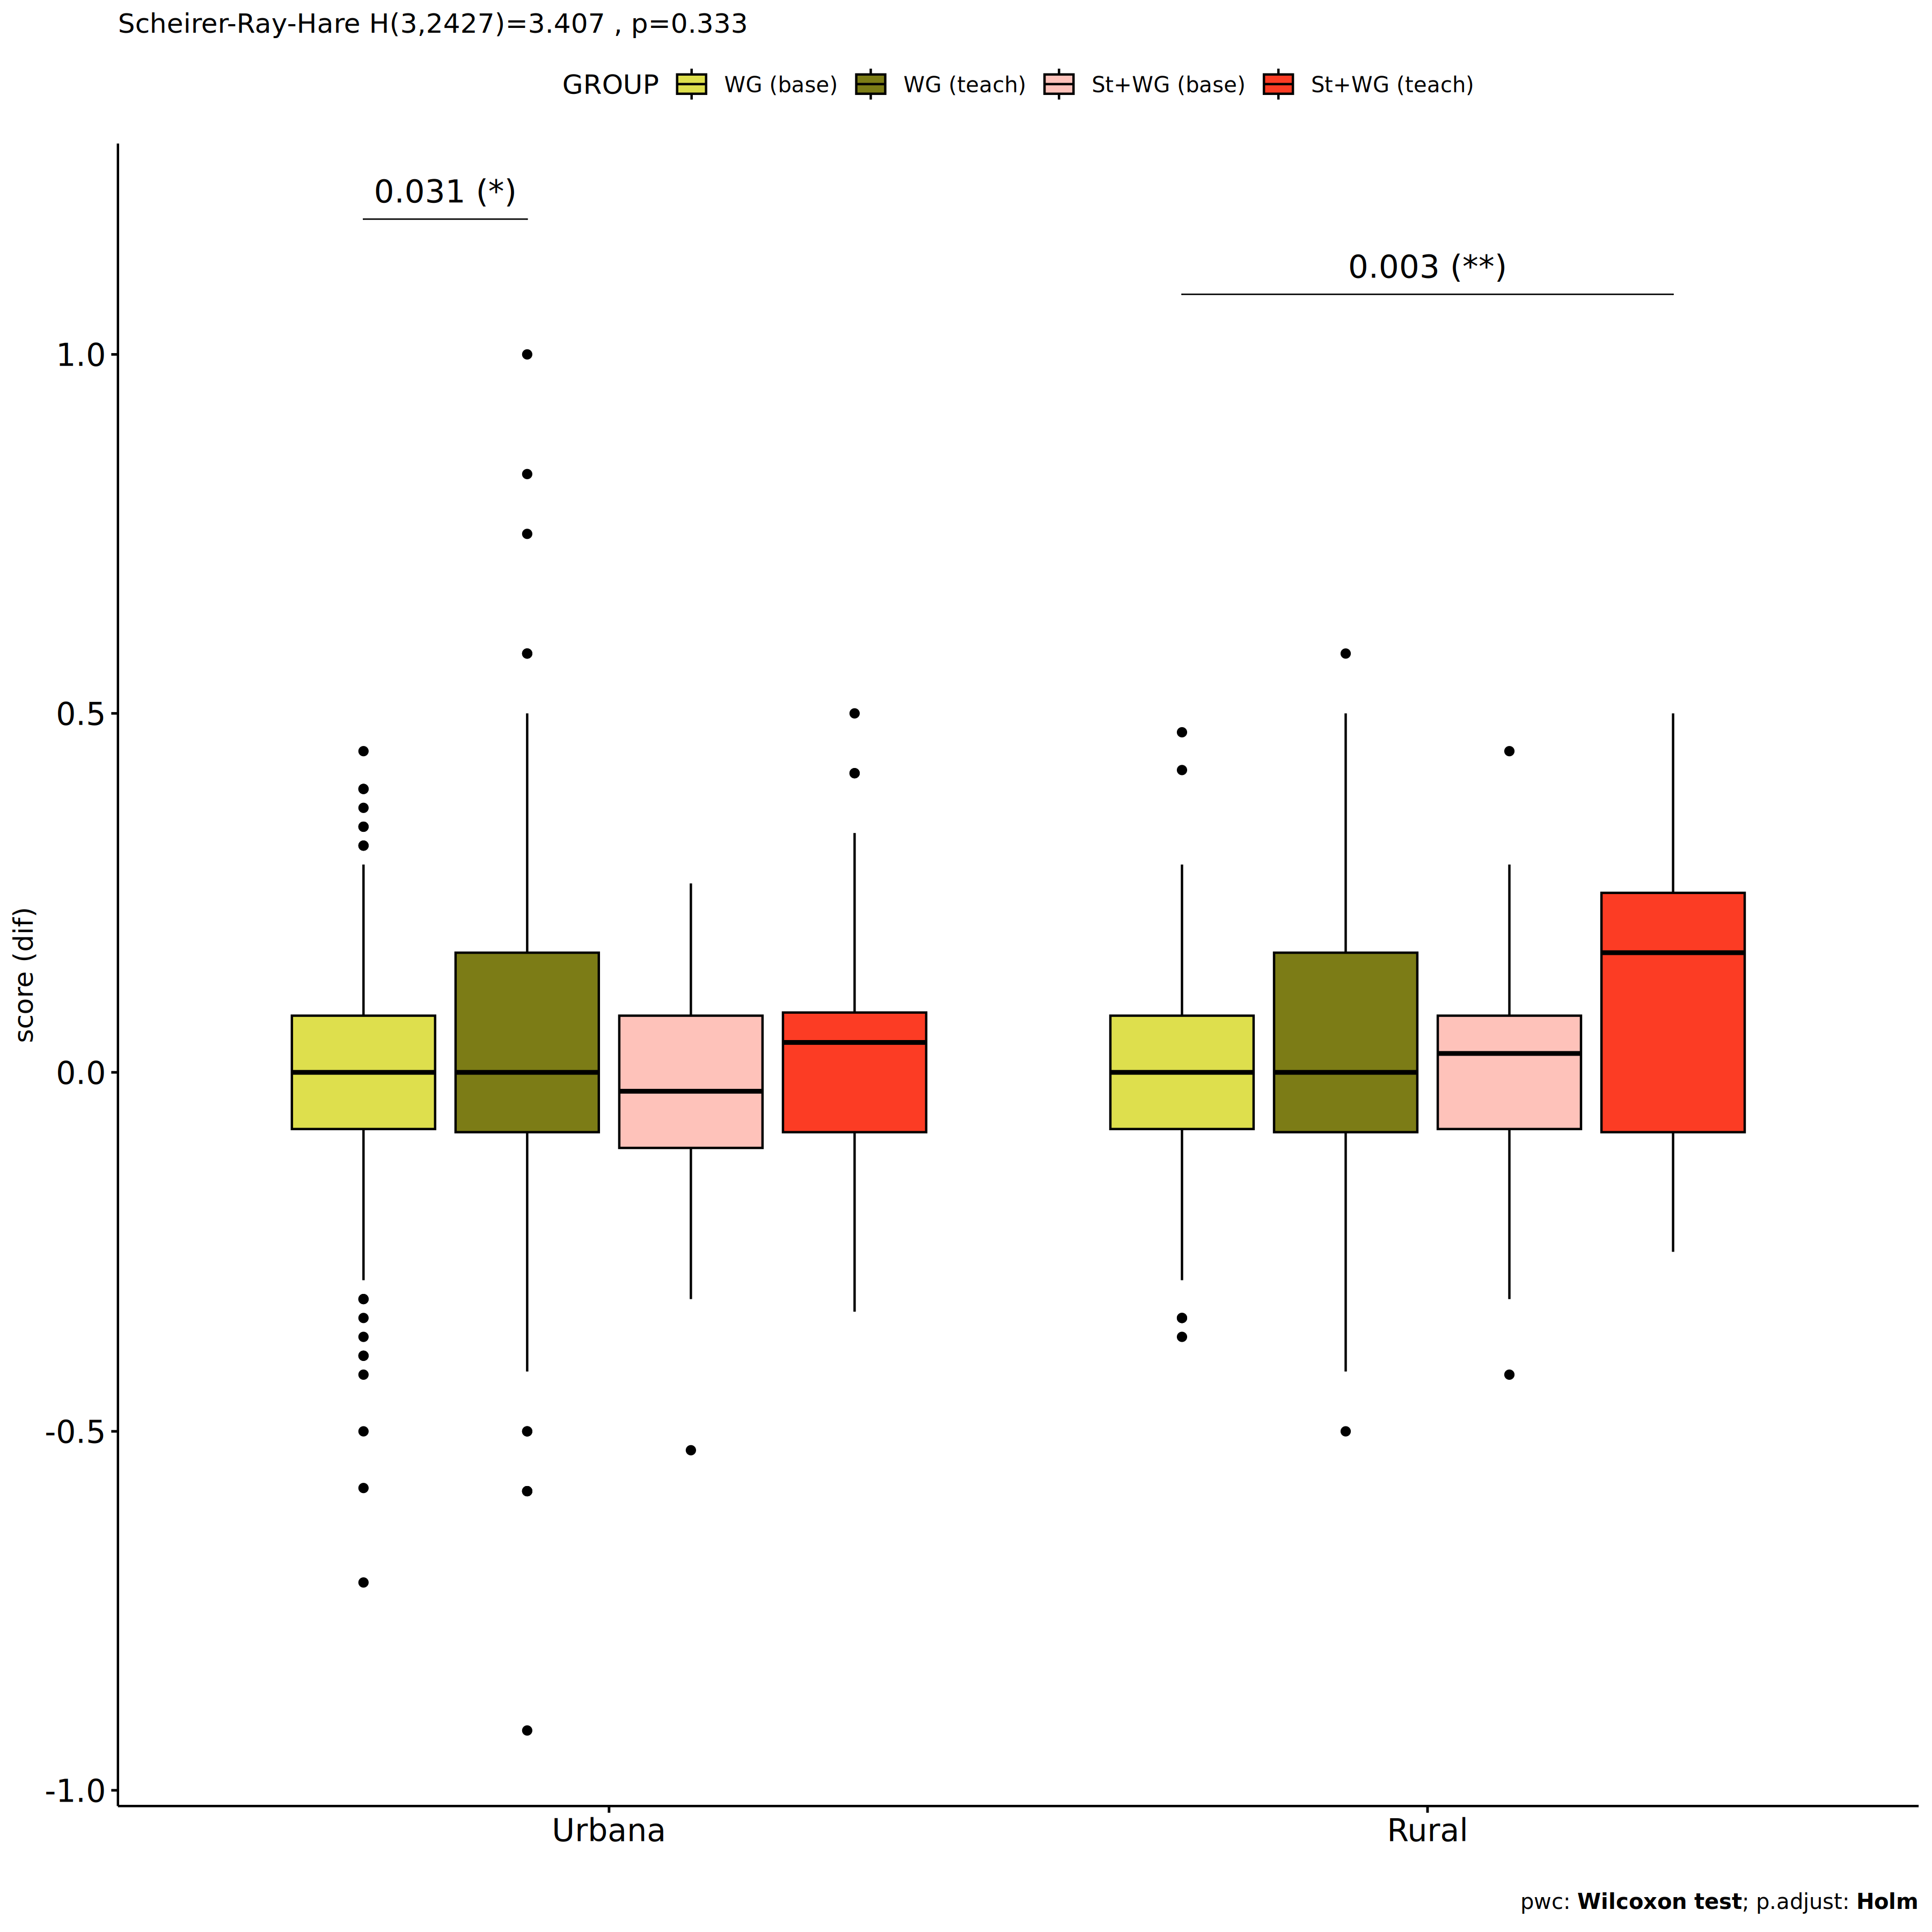 Scheirer-Ray-Hare H(3,2427)=3.407 , p=0.333
GROUP WG (base) WG (teach) St+WG (base) St+WG (teach)
0.031 (*)
0.003 (**)
1.0
0.5
0.0
-0.5
-1.0
score (dif)
Urbana Rural
pwc: Wilcoxon test; p.adjust: Holm